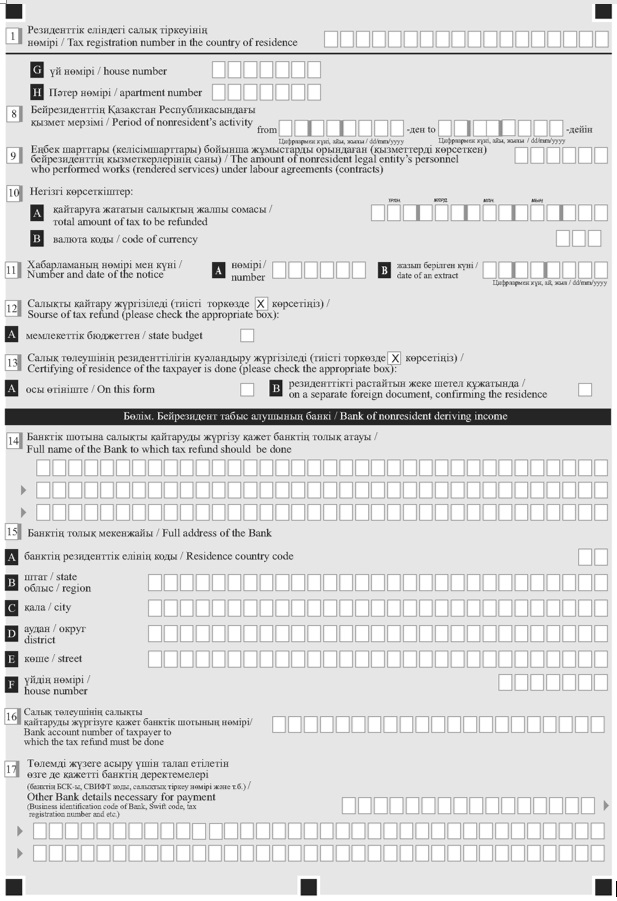 1 Резиденттік еліндегі салық тіркеуінің
нөмірі / Tax registration number in the country of residence
G үй нөмірі / house number
H Пәтер нөмірі / apartment number
8 Бейрезиденттің Қазақстан Республикасындағы
қызмет мерзімі / Period of nonresident's activity
from -ден to -дейін
Цифрлармен күні, айы, жылы / dd/mm/yyyy Цифрлармен күні, айы, жылы / dd/mm/yyyy
9 Еңбек шарттары (келісімшарттары) бойынша жұмыстарды орындаған (қызметтерді көрсеткен)
бейрезиденттің қызметкерлерінің саны) / The amount of nonresident legal entity's personnel
who performed works (rendered services) under labour agreements (contracts)
10 Негізгі көрсеткіштер:
трлн. млрд. млн. мың.
A қайтаруға жататын салықтың жалпы сомасы /
total amount of tax to be refunded
B валюта коды / code of currency
11 Хабарламаның нөмірі мен күні /
Number and date of the notice
A нөмірі /
number
B жазып берілген күні /
date of an extract
Цифрлармен күн, ай, жыл / dd/mm/yyyy
12 Салықты қайтару жүргізіледі (тиісті торкөзде X көрсетіңіз) /
Sourse of tax refund (please check the appropriate box):
A мемлекеттік бюджеттен / state budget
13 Салық төлеушінің резиденттілігін куәландыру жүргізіледі (тиісті торкөзде X көрсетіңіз) /
Certifying of residence of the taxpayer is done (please check the appropriate box):
A осы өтініште / On this form
B резиденттікті растайтын жеке шетел құжатында /
on a separate foreign document, confirming the residence
Бөлім. Бейрезидент табыс алушының банкі / Bank of nonresident deriving income
14 Банктік шотына салықты қайтаруды жүргізу қажет банктің толық атауы /
Full name of the Bank to which tax refund should be done
15 Банктің толық мекенжайы / Full address of the Bank
A банктің резиденттік елінің коды / Residence country code
B штат / state
облыс / region
C қала / city
D аудан / округ
district
E көше / street
F үйдің нөмірі /
house number
16 Салық төлеушінің салықты
қайтаруды жүргізуге қажет банктік шотының нөмірі/
Bank account number of taxpayer to
which the tax refund must be done
17 Төлемді жүзеге асыру үшін талап етілетін
өзге де қажетті банктің деректемелері
(банктің БСК-ы, СВИФТ коды, салықтық тіркеу нөмірі және т.б.) /
Other Bank details necessary for payment
(Business identification code of Bank, Swift code, tax
registration number and etc.)